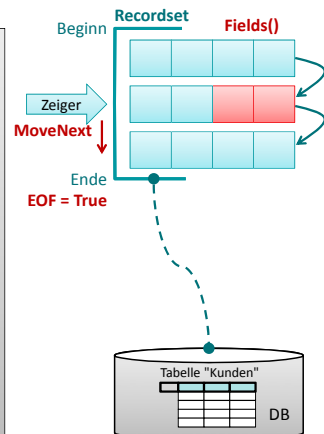 Recordset
Beginn
Fields()
Zeiger
MoveNext
Ende
EOF = True
Tabelle "Kunden"
DB